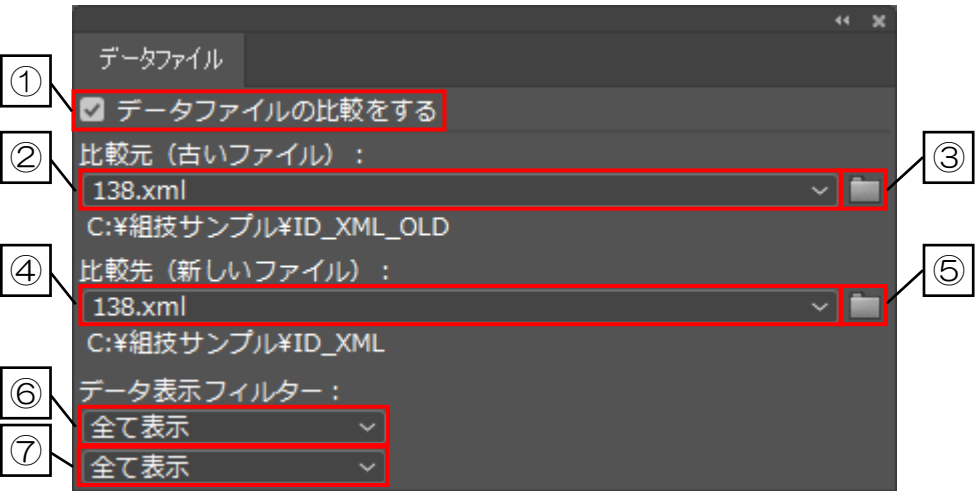 データファイル
① データファイルの比較をする
② 比較元（古いファイル）：
138.xml ③
C:¥組技サンプル¥ID_XML_OLD
④ 比較先（新しいファイル）：
138.xml ⑤
C:¥組技サンプル¥ID_XML
データ表示フィルター：
⑥ 全て表示
⑦ 全て表示